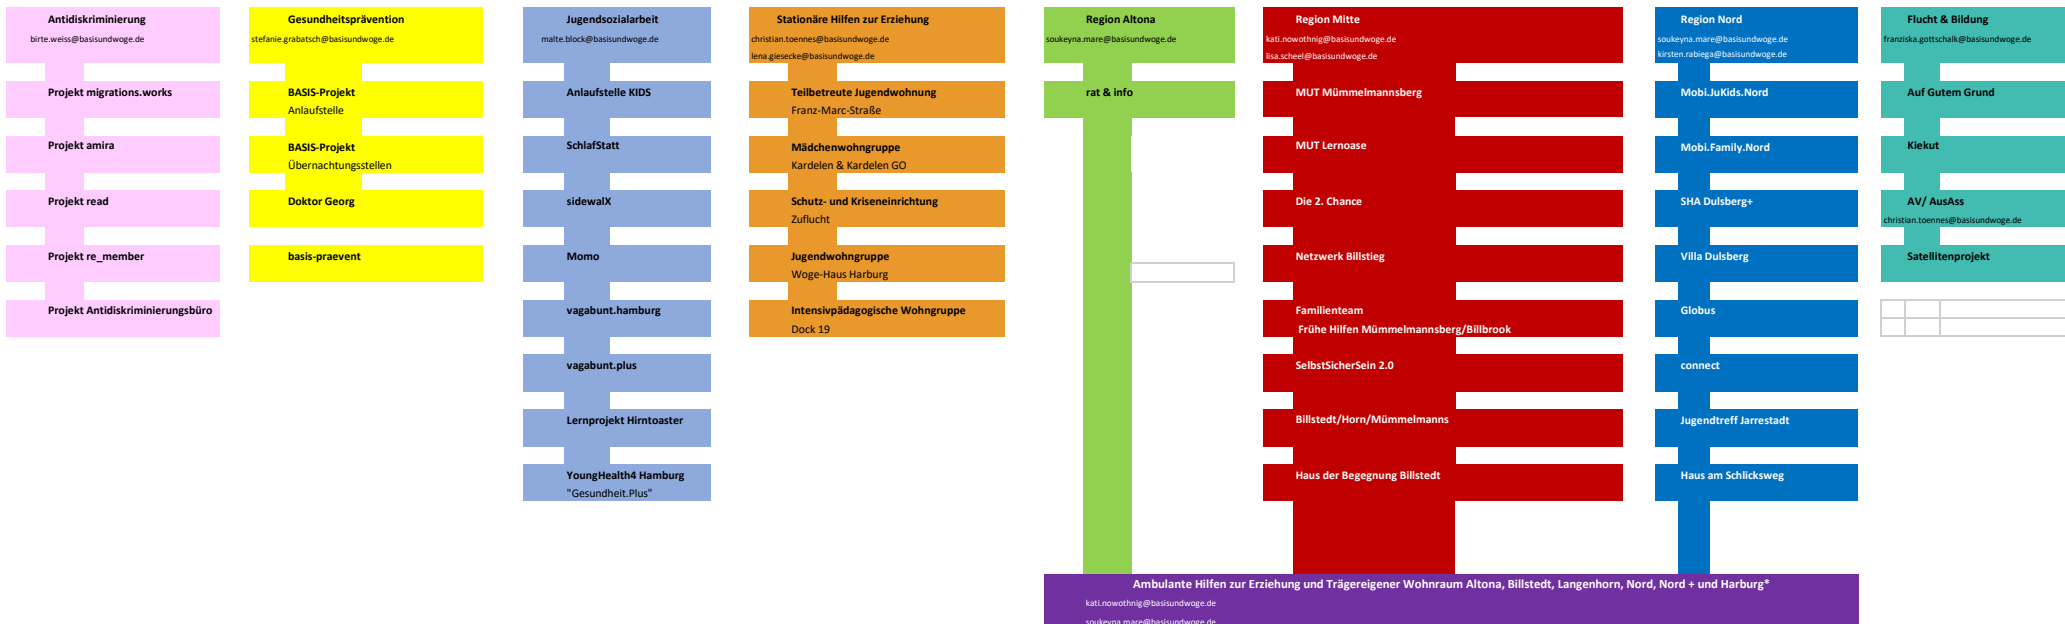 Antidiskriminierung
birte.weiss@basisundwoge.de
Projekt migrations.works
Projekt amira
Projekt read
Projekt re_member
Projekt Antidiskriminierungsbüro
Gesundheitsprävention
stefanie.grabatsch@basisundwoge.de
BASIS-Projekt
Anlaufstelle
BASIS-Projekt
Übernachtungsstellen
Doktor Georg
basis-praevent
Jugendsozialarbeit
malte.block@basisundwoge.de
Anlaufstelle KIDS
SchlafStatt
sidewalX
Momo
vagabunt.hamburg
vagabunt.plus
Lernprojekt Hirntoaster
YoungHealth4 Hamburg
"Gesundheit.Plus"
Stationäre Hilfen zur Erziehung
christian.toennes@basisundwoge.de
lena.giesecke@basisundwoge.de
Teilbetreute Jugendwohnung
Franz-Marc-Straße
Mädchenwohngruppe
Kardelen & Kardelen GO
Schutz- und Kriseneinrichtung
Zuflucht
Jugendwohngruppe
Woge-Haus Harburg
Intensivpädagogische Wohngruppe
Dock 19
Region Altona
soukeyna.mare@basisundwoge.de
rat & info
Region Mitte
kati.nowothnig@basisundwoge.de
lisa.scheel@basisundwoge.de
MUT Mümmelmannsberg
MUT Lernoase
Die 2. Chance
Netzwerk Billstieg
Familienteam
Frühe Hilfen Mümmelmannsberg/Billbrook
SelbstSicherSein 2.0
Billstedt/Horn/Mümmelmanns
Haus der Begegnung Billstedt
Region Nord
soukeyna.mare@basisundwoge.de
kirsten.rabiega@basisundwoge.de
Mobi.JuKids.Nord
Mobi.Family.Nord
SHA Dulsberg+
Villa Dulsberg
Globus
connect
Jugendtreff Jarrestadt
Haus am Schlicksweg
Flucht & Bildung
franziska.gottschalk@basisundwoge.de
Auf Gutem Grund
Kiekut
AV/ AusAss
christian.toennes@basisundwoge.de
Satellitenprojekt
Ambulante Hilfen zur Erziehung und Trägereigener Wohnraum Altona, Billstedt, Langenhorn, Nord, Nord + und Harburg*
kati.nowothnig@basisundwoge.de
soukeyna.mare@basisundwoge.de